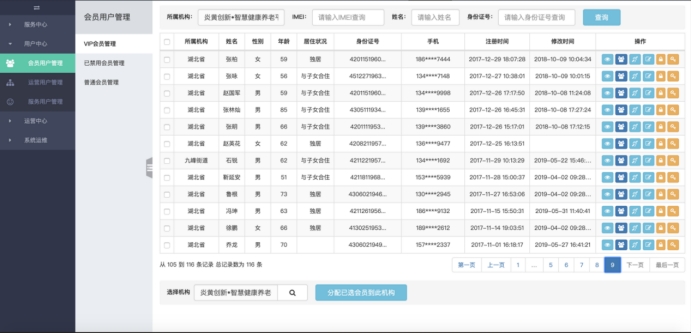 服务中心
用户中心
会员用户管理
运营用户管理
服务用户管理
运营中心
系统运维
会员用户管理
VIP会员管理
已禁用会员管理
普通会员管理
所属机构: 炎黄创新•智慧健康养老 IMEI: 请输入IMEI查询 姓名: 请输入姓名 身份证号: 请输入身份证号查询 查询
所属机构 姓名 性别 年龄 居住状况 身份证号 手机 注册时间 修改时间 操作
湖北省 张柏 女 59 独居 4201151960... 186****7444 2017-12-29 16:07:28 2018-10-09 10:04:34
湖北省 张咏 女 56 与子女合住 4512271963... 134****7148 2017-12-27 10:38:01 2018-10-09 10:01:15
湖北省 赵国军 男 59 与子女合住 4201151960... 134****9998 2017-12-26 17:17:50 2018-10-08 11:24:08
湖北省 张林灿 男 85 与子女合住 4305111934... 139****1655 2017-12-26 16:45:31 2018-10-08 17:27:24
湖北省 张明 男 66 与子女合住 4201111953... 139****3860 2017-12-26 15:17:01 2018-10-08 17:12:15
湖北省 赵英花 女 62 独居 4208211957... 136****9477 2017-12-25 16:13:51
九峰街道 石锐 男 62 与子女合住 4211221957... 134****1692 2017-11-29 10:13:29 2019-05-22 15:46:...
湖北省 靳延安 男 51 与子女合住 4211811968... 153****5939 2017-11-28 15:00:37 2019-04-02 09:28...
湖北省 鲁根 男 73 独居 4306021946... 130****2945 2017-11-27 16:53:06 2019-04-02 09:28...
湖北省 冯坤 男 63 独居 4211261956... 186****9132 2017-11-15 15:50:31 2019-05-31 11:40:41
湖北省 徐鹏 女 66 独居 4130251953... 189****2612 2017-11-14 19:03:51 2019-04-02 09:28...
湖北省 乔龙 男 70 4306021949... 157****2337 2017-11-01 16:18:17 2019-05-27 16:41:21
从 105 到 116 条记录 总记录数为 116 条
第一页 上一页 1 ... 5 6 7 8 9 下一页 最后一页
选择机构 炎黄创新•智慧健康养老 分配已选会员到此机构